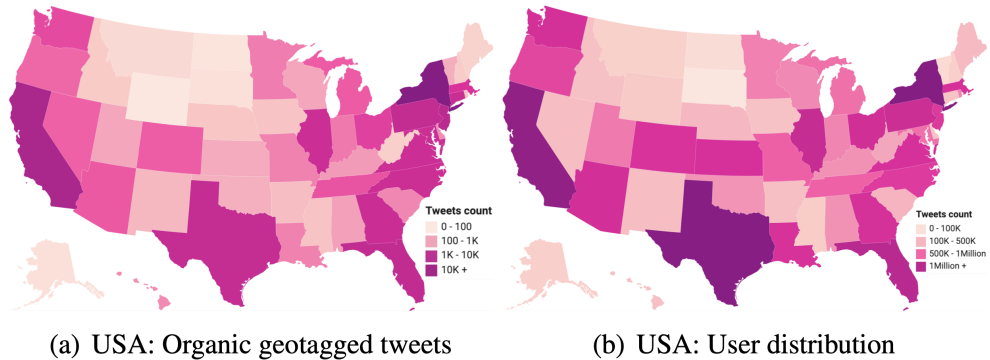 Tweets count
0 - 100
100 - 1K
1K - 10K
10K +
Tweets count
0 - 100K
100K - 500K
500K - 1Million
1Million +
(a) USA: Organic geotagged tweets
(b) USA: User distribution